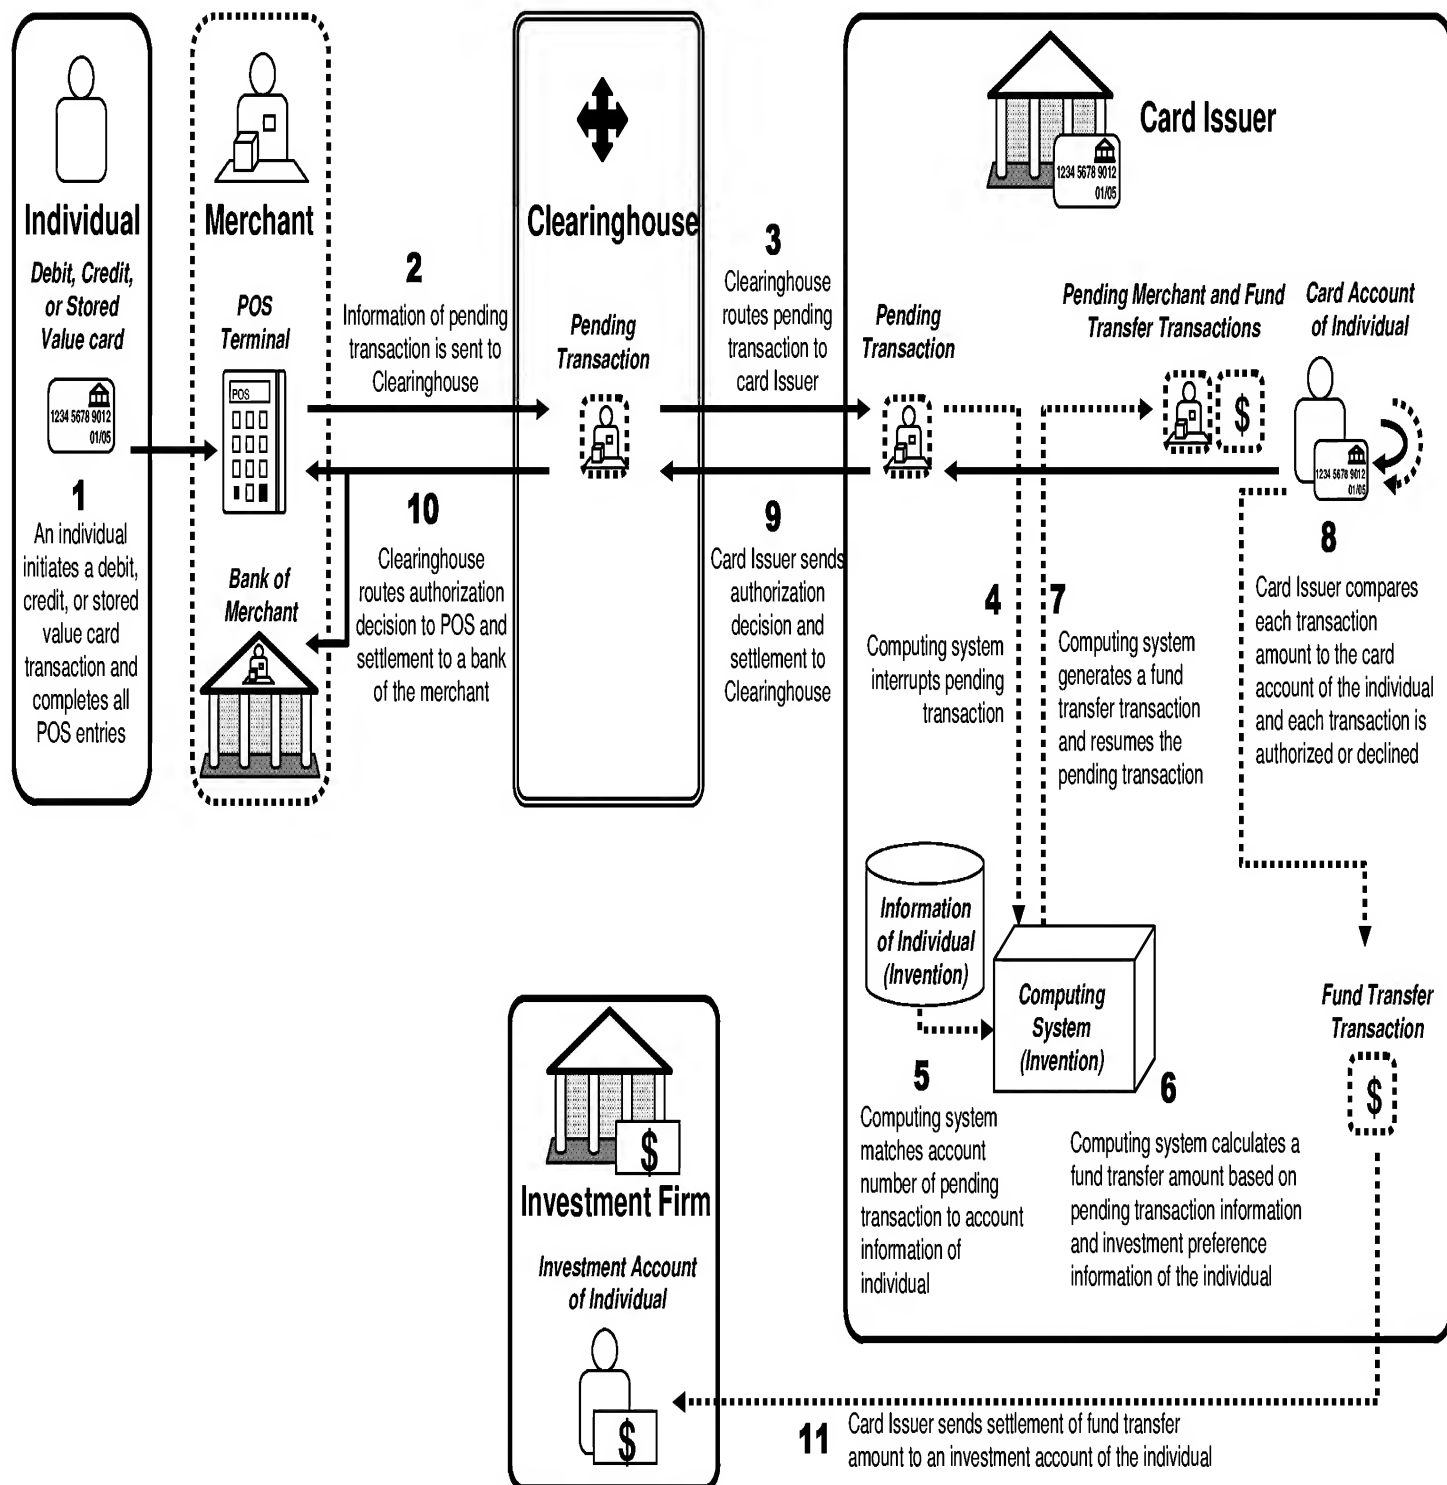 Individual
Debit, Credit,
or Stored
Value card
1234 5678 9012
01/05
1
An individual
initiates a debit,
credit, or stored
value card
transaction and
completes all
POS entries
Merchant
POS
Terminal
POS
Bank of
Merchant
2
Information of pending
transaction is sent to
Clearinghouse
10
Clearinghouse
routes authorization
decision to POS and
settlement to a bank
of the merchant
Clearinghouse
Pending
Transaction
3
Clearinghouse
routes pending
transaction to
card Issuer
9
Card Issuer sends
authorization
decision and
settlement to
Clearinghouse
Card Issuer
1234 5678 9012
01/05
Pending
Transaction
Pending Merchant and Fund
Transfer Transactions
$
Card Account
of Individual
1234 5678 9012
01/05
4
Computing system
interrupts pending
transaction
7
Computing system
generates a fund
transfer transaction
and resumes the
pending transaction
8
Card Issuer compares
each transaction
amount to the card
account of the individual
and each transaction is
authorized or declined
Information
of Individual
(Invention)
Computing
System
(Invention)
5
Computing system
matches account
number of pending
transaction to account
information of
individual
6
Computing system calculates a
fund transfer amount based on
pending transaction information
and investment preference
information of the individual
Fund Transfer
Transaction
$
$
Investment Firm
Investment Account
of Individual
$
11
Card Issuer sends settlement of fund transfer
amount to an investment account of the individual